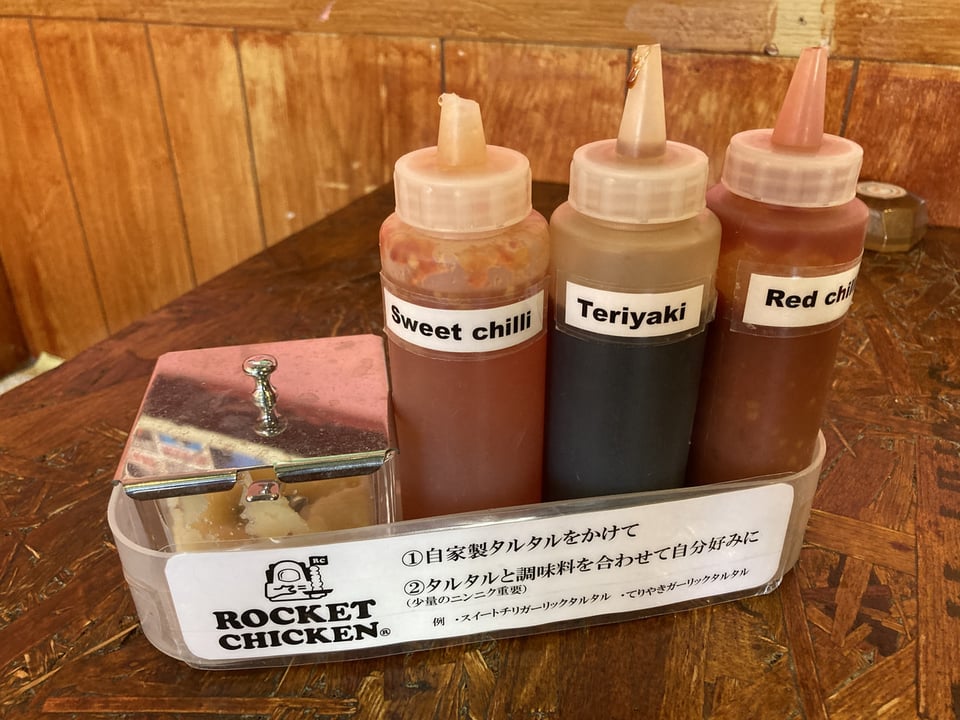 Sweet chilli
Teriyaki
Red chil
RC
ROCKET
CHICKEN®
①自家製タルタルをかけて
②タルタルと調味料を合わせて自分好みに
(少量のニンニク重要)
例 ・スイートチリガーリックタルタル ・てりやきガーリックタルタル